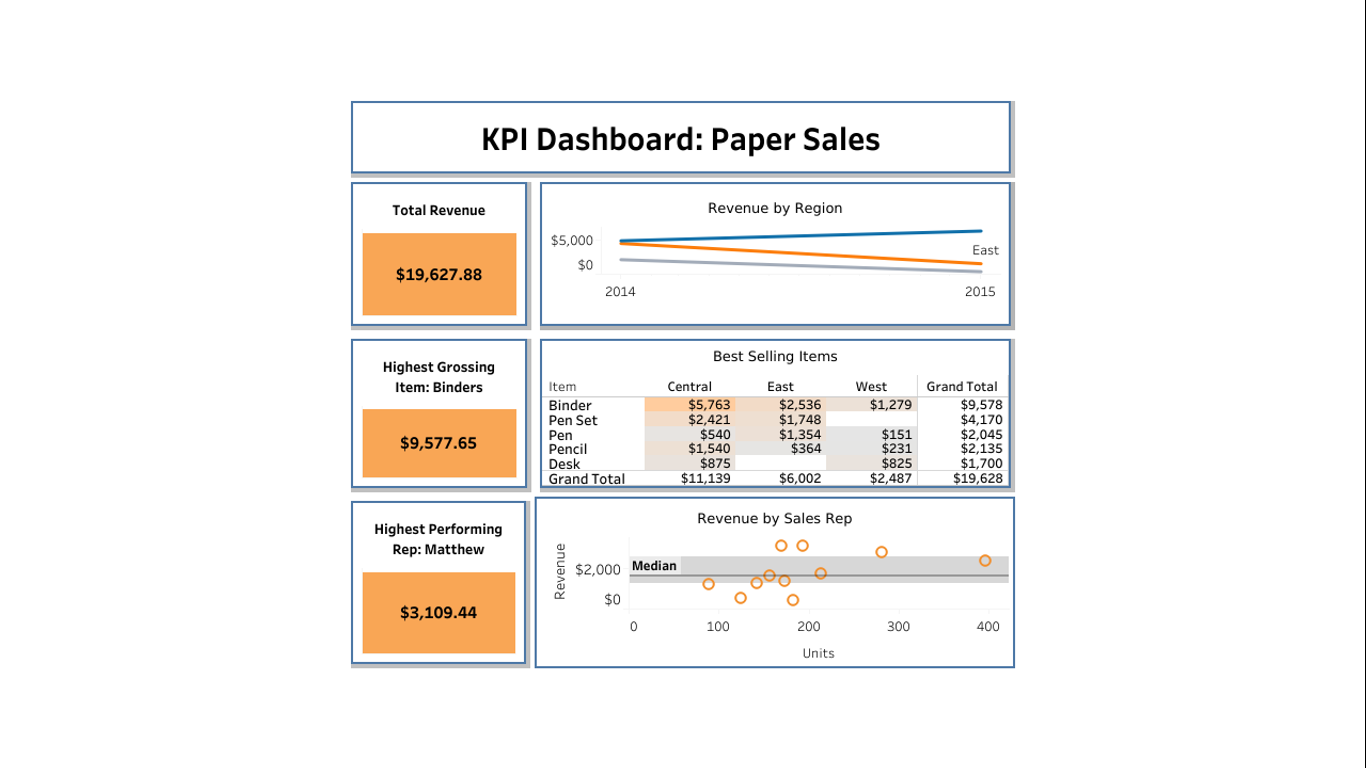 KPI Dashboard: Paper Sales
Total Revenue
$19,627.88
Revenue by Region
$5,000
$0
East
2014 2015
Highest Grossing
Item: Binders
$9,577.65
Best Selling Items
Item Central East West Grand Total
Binder $5,763 $2,536 $1,279 $9,578
Pen Set $2,421 $1,748 $4,170
Pen $540 $1,354 $151 $2,045
Pencil $1,540 $364 $231 $2,135
Desk $875 $825 $1,700
Grand Total $11,139 $6,002 $2,487 $19,628
Highest Performing
Rep: Matthew
$3,109.44
Revenue by Sales Rep
Revenue
$2,000
$0
Median
0 100 200 300 400
Units